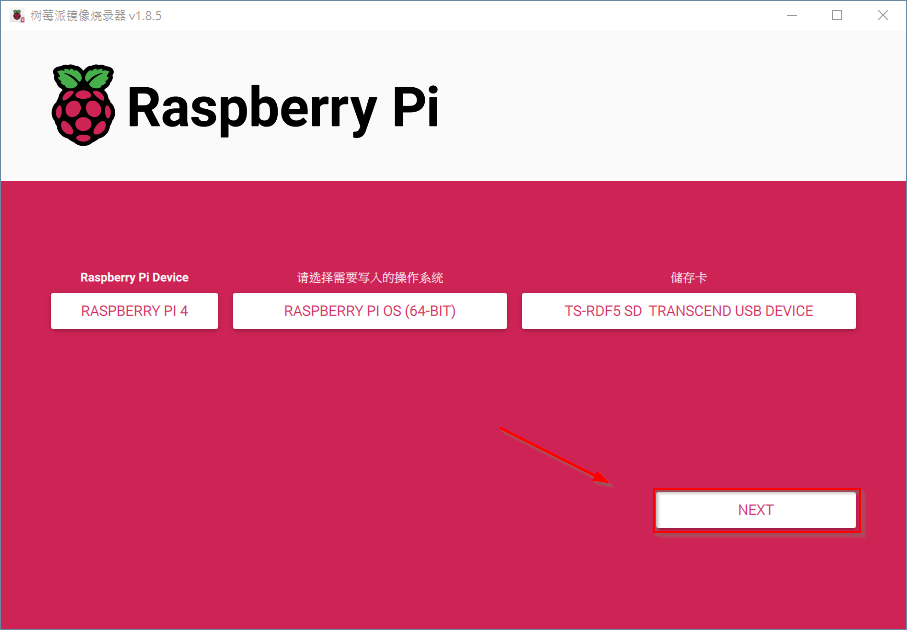 树莓派镜像烧录器 v1.8.5
Raspberry Pi
Raspberry Pi Device
请选择需要写入的操作系统
储存卡
RASPBERRY PI 4
RASPBERRY PI OS (64-BIT)
TS-RDF5 SD  TRANSCEND USB DEVICE
NEXT